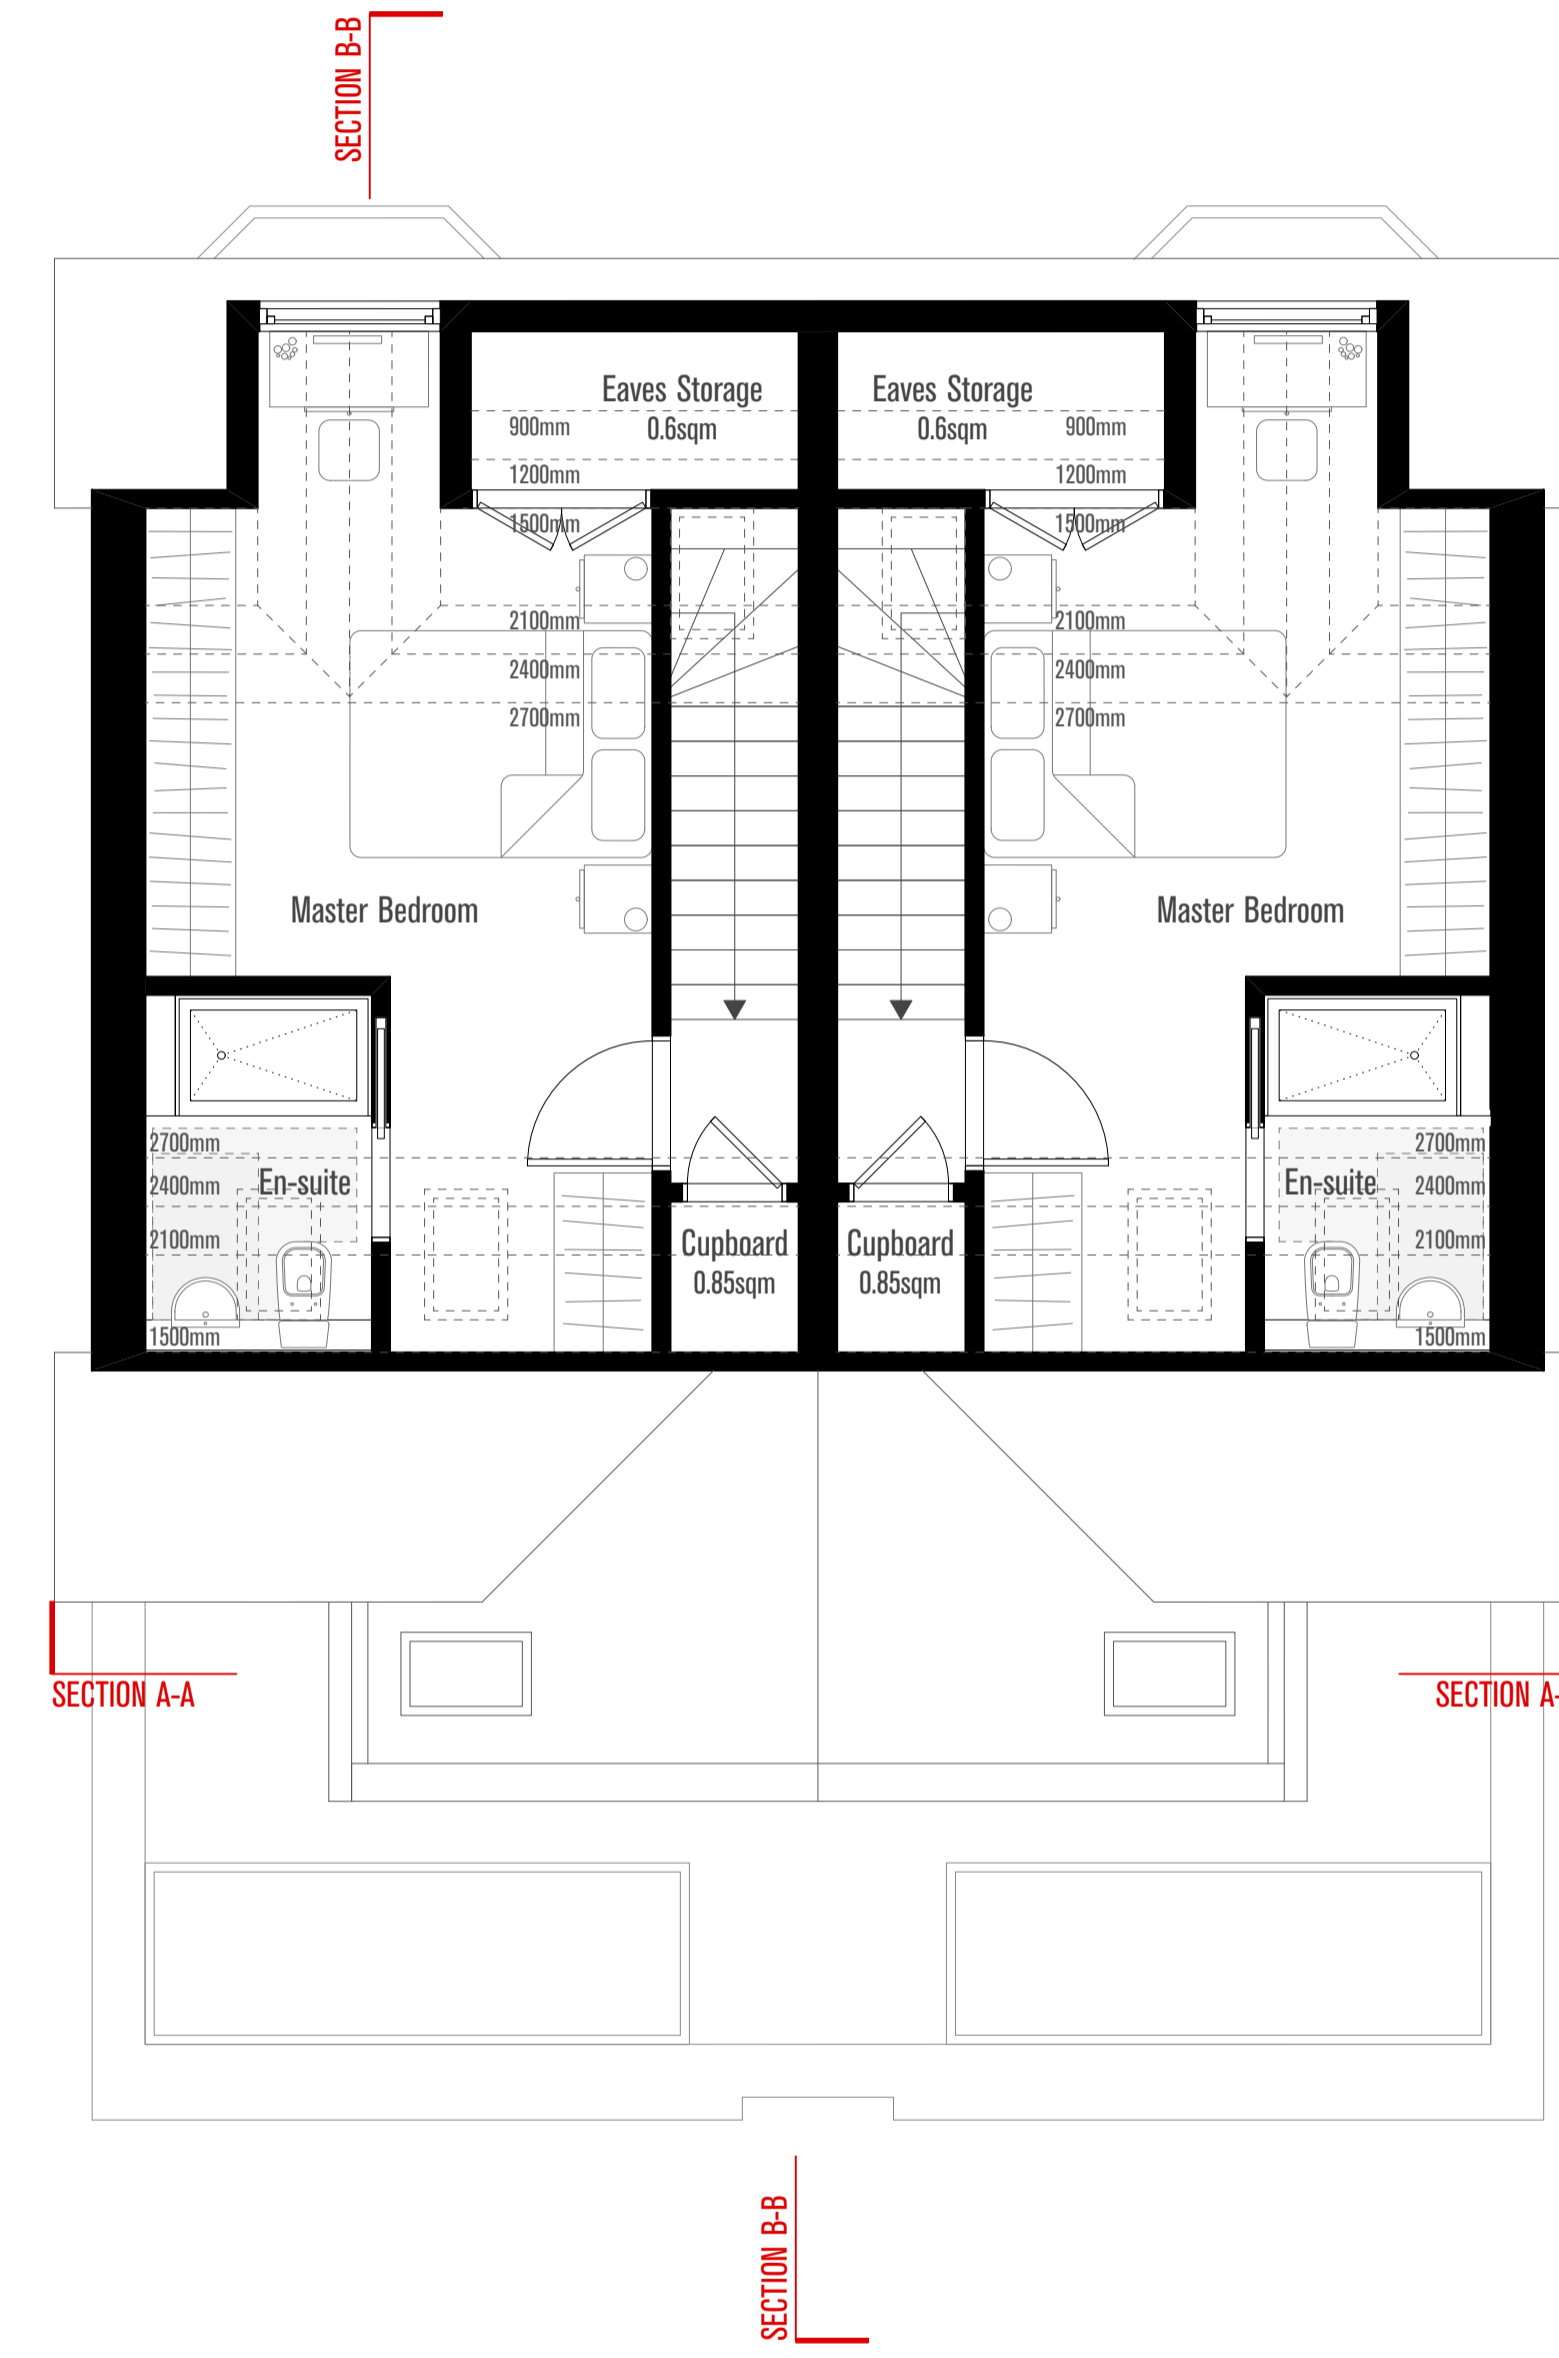 SECTION B-B
Eaves Storage
0.6sqm
Eaves Storage
0.6sqm
900mm
900mm
1200mm
1200mm
1500mm
1500mm
2100mm
2100mm
2400mm
2400mm
2700mm
2700mm
Master Bedroom
Master Bedroom
2700mm
2700mm
En-suite
En-suite
2400mm
2400mm
2100mm
2100mm
Cupboard
0.85sqm
Cupboard
0.85sqm
1500mm
1500mm
SECTION A-A
SECTION A-
SECTION B-B